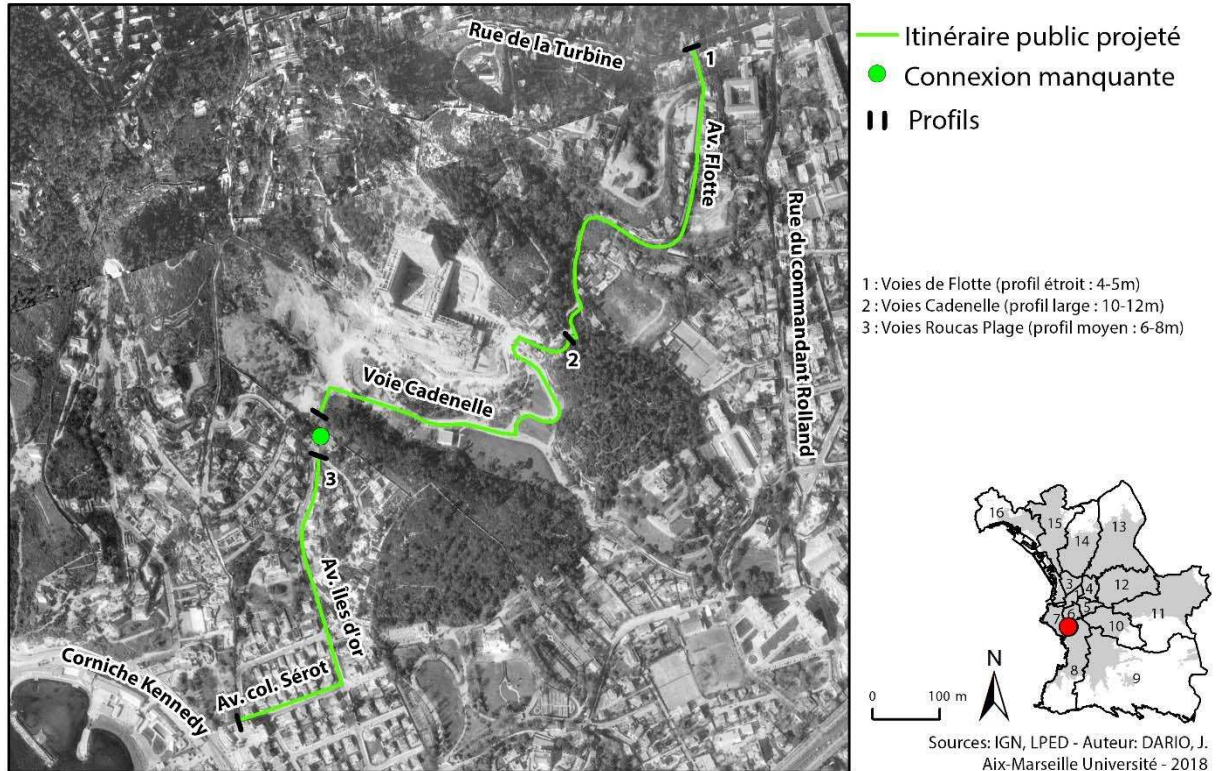 Rue de la Turbine
1
Av. Flotte
Rue du commandant Rolland
2
Voie Cadenelle
3
Av. îles d'or
Av. col. Sérot
Corniche Kennedy
Itinéraire public projeté
Connexion manquante
Profils
1 : Voies de Flotte (profil étroit : 4-5m)
2 : Voies Cadenelle (profil large : 10-12m)
3 : Voies Roucas Plage (profil moyen : 6-8m)
16
15
14
13
3
4
12
5
11
7
6
10
8
9
N
0 100 m
Sources: IGN, LPED - Auteur: DARIO, J.
Aix-Marseille Université - 2018